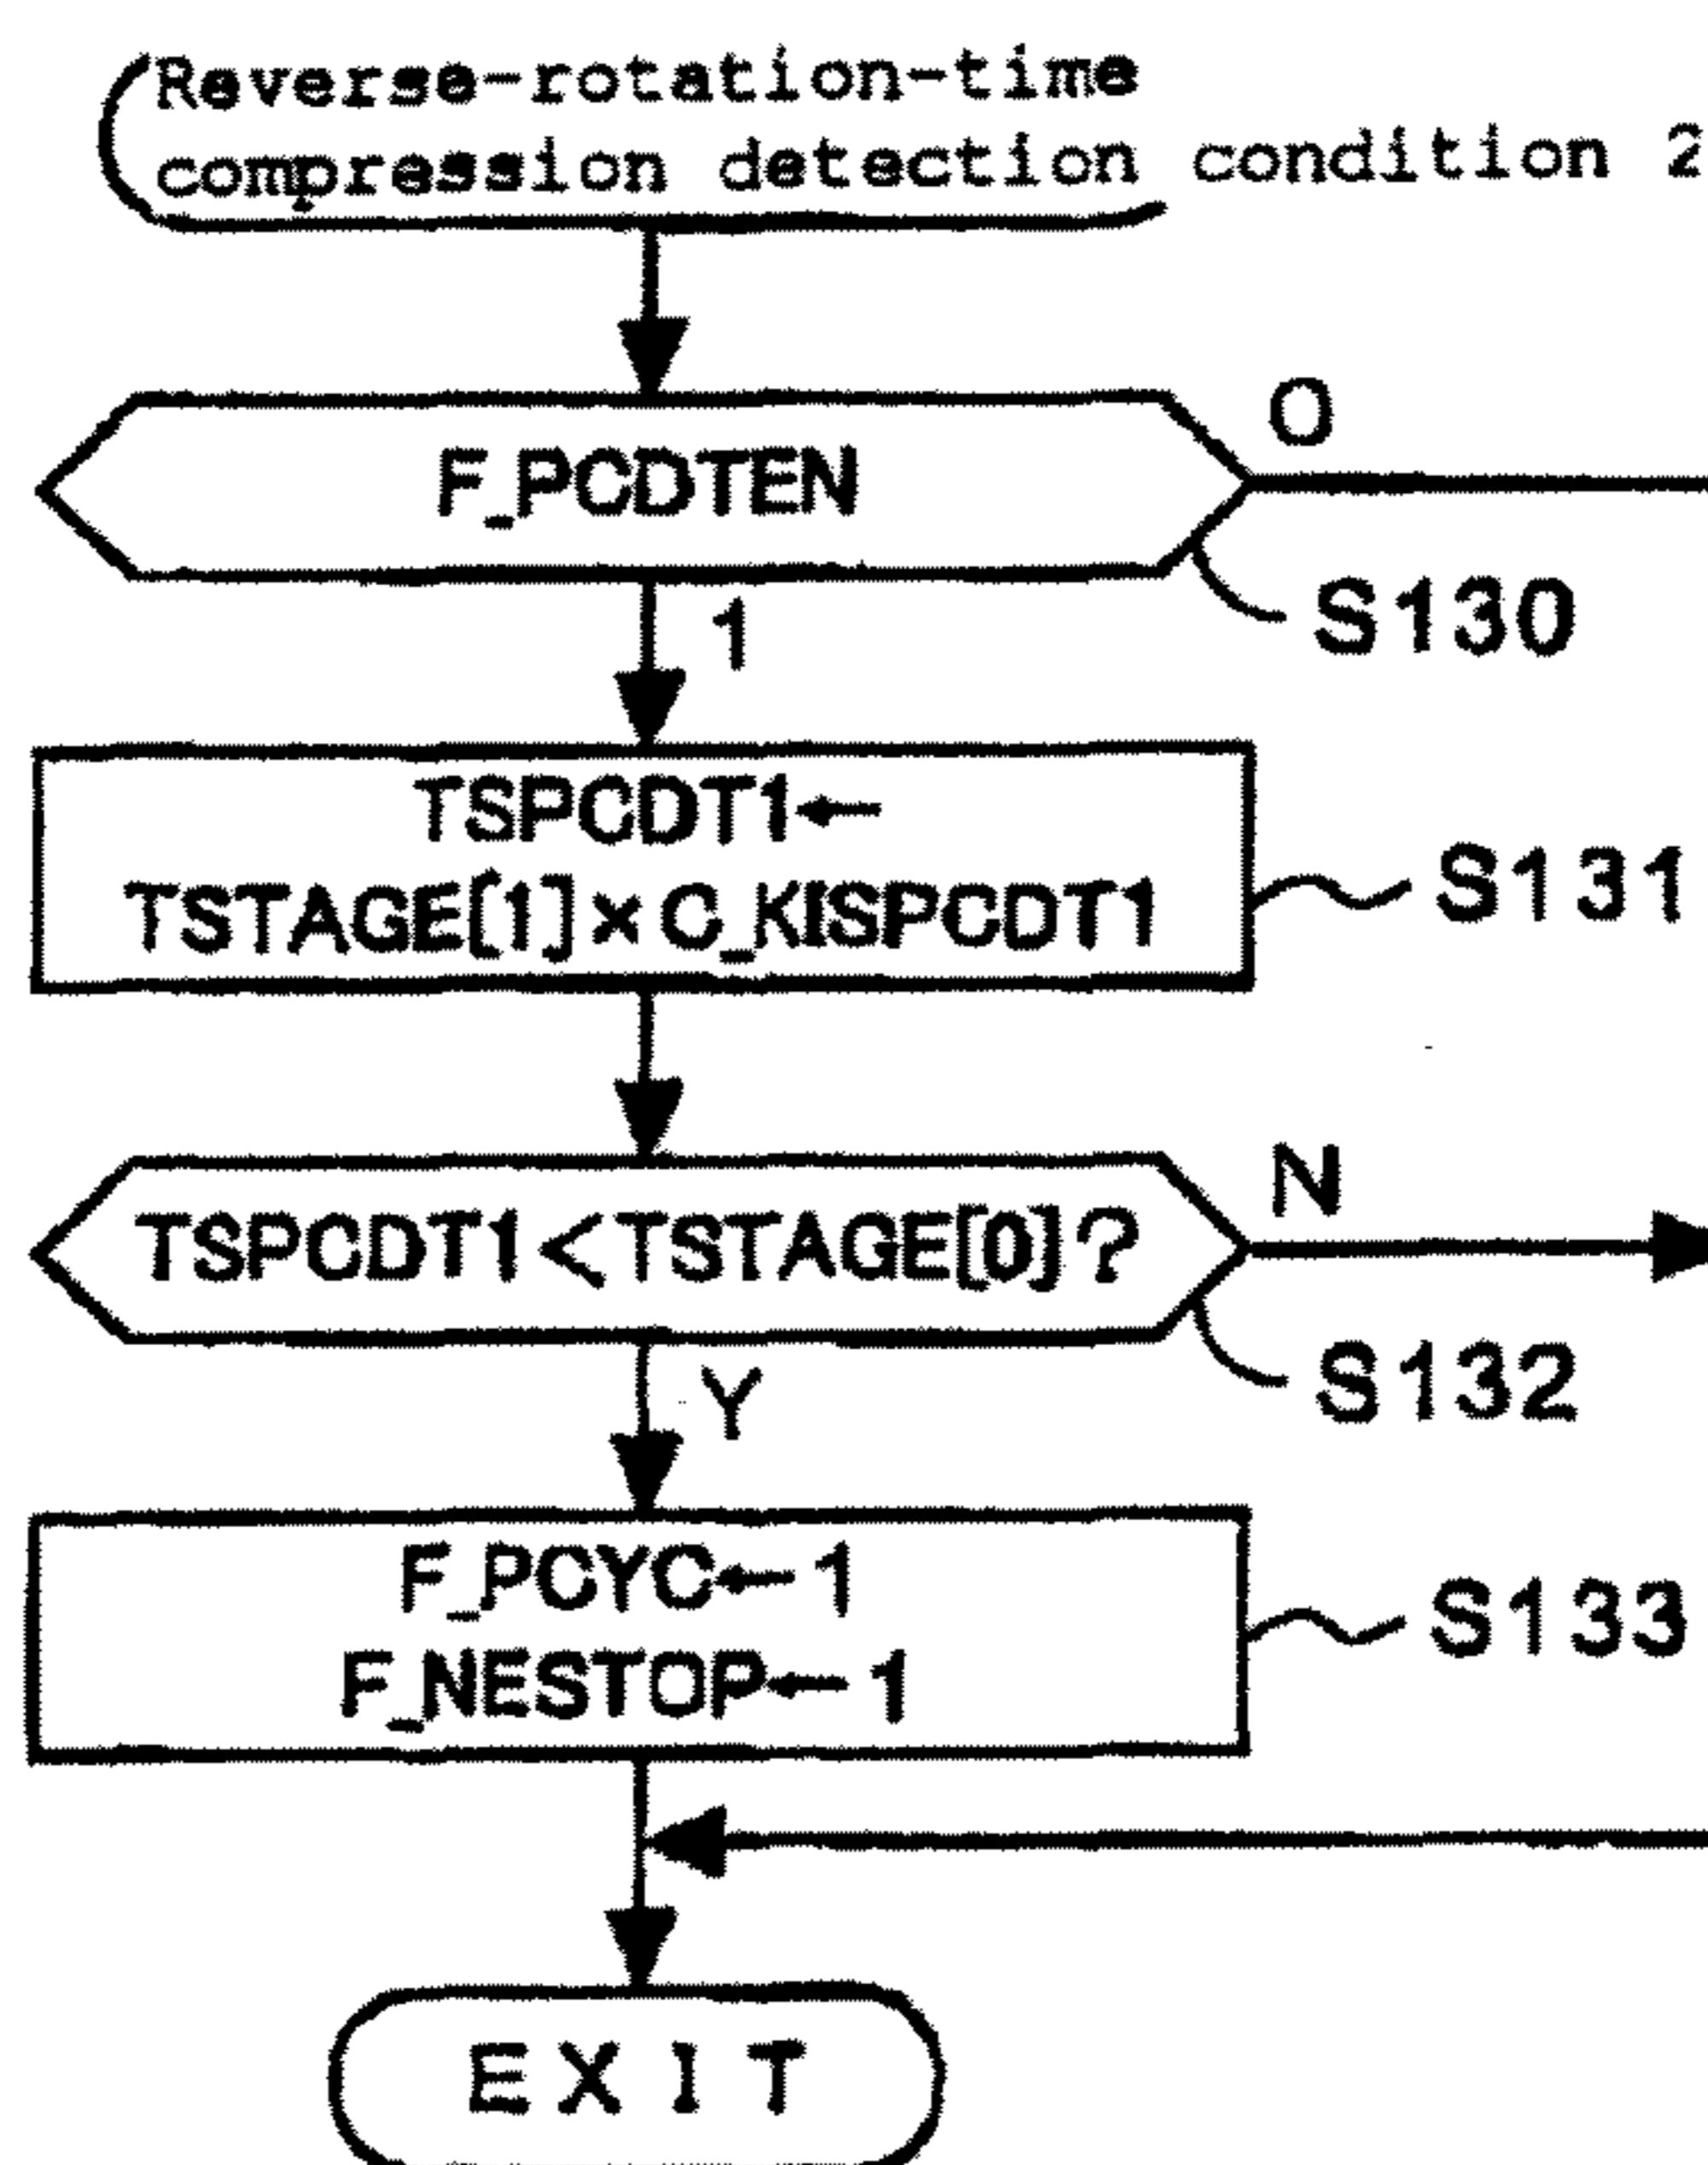 Reverse-rotation-time
compression detection condition 2
F_PCDTEN
0
S130
1
TSPCDT1←
TSTAGE[1]×C_KISPCDT1
S131
TSPCDT1<TSTAGE[0]?
N
S132
Y
F_PCYC←1
F_NESTOP←1
S133
EXIT